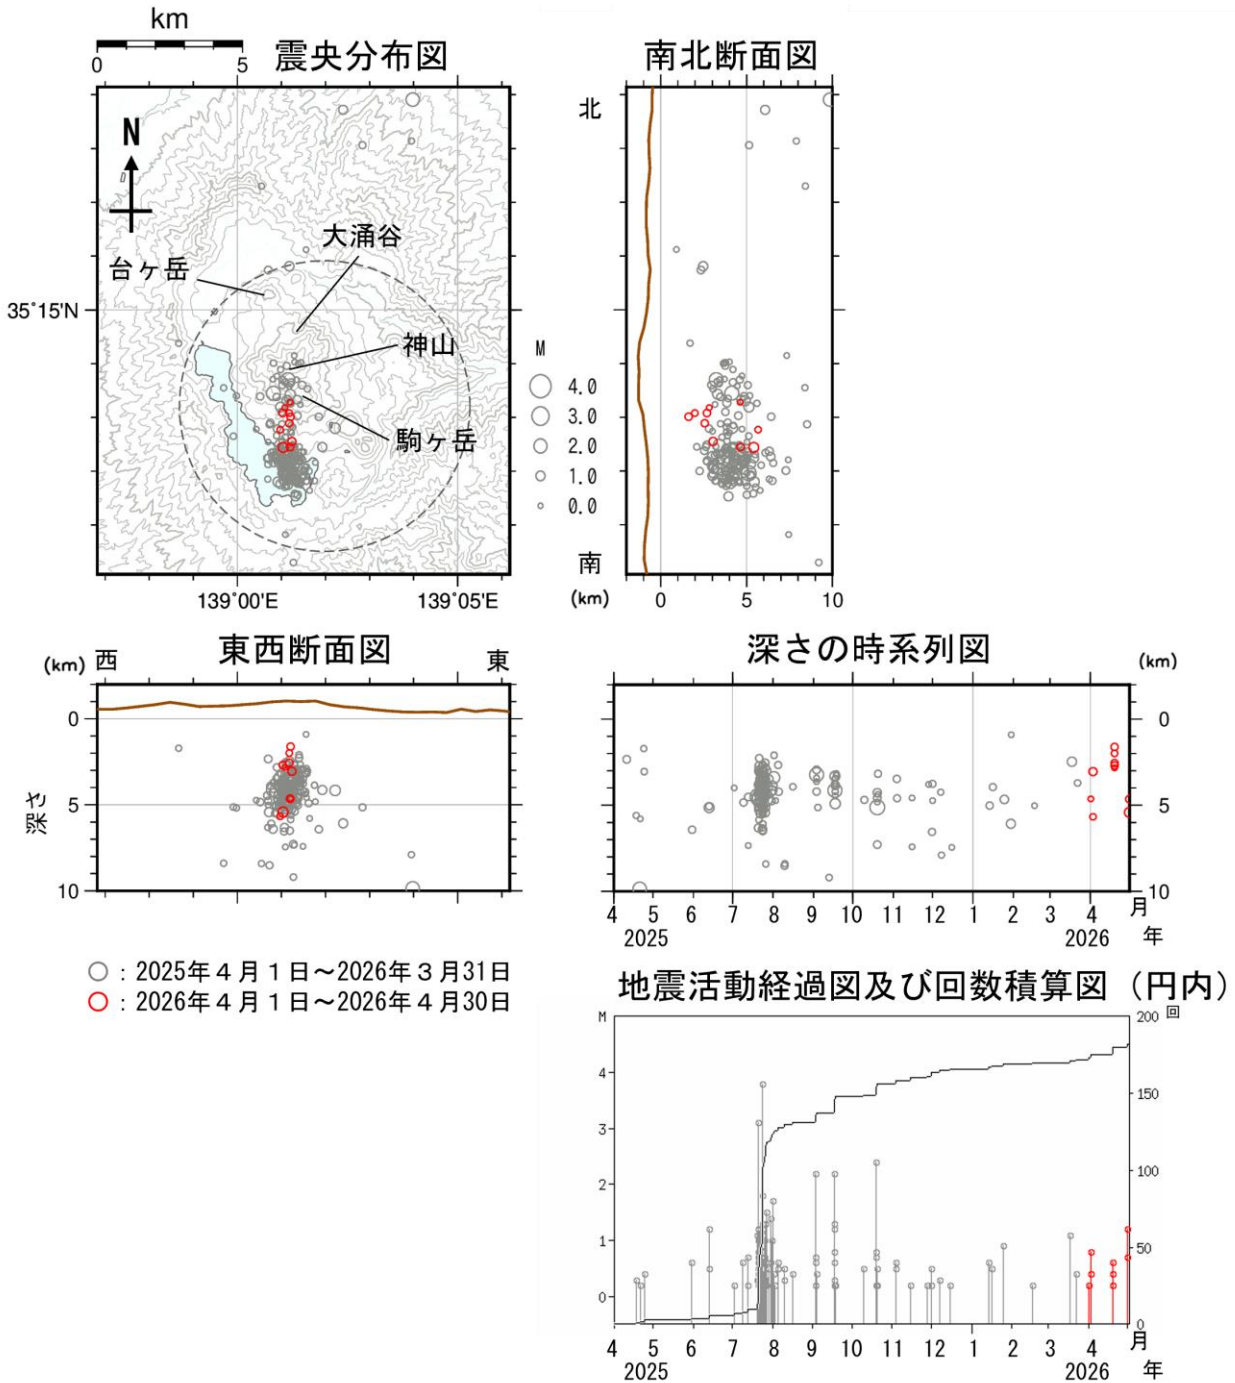 km
0 5
震央分布図
N
大涌谷
台ヶ岳
35°15'N
神山
駒ヶ岳
139°00'E 139°05'E
M
4.0
3.0
2.0
1.0
0.0
南北断面図
北
南
(km) 0 5 10
東西断面図
(km) 西 東
0
5
10
深さ
深さの時系列図
(km)
0
5
10
4 5 6 7 8 9 10 11 12 1 2 3 4 月
2025 2026 年
○ : 2025年4月1日～2026年3月31日
○ : 2026年4月1日～2026年4月30日
地震活動経過図及び回数積算図（円内）
M 200 回
4
150
3
100
2
1 50
0
0
4 5 6 7 8 9 10 11 12 1 2 3 4 月
2025 2026 年